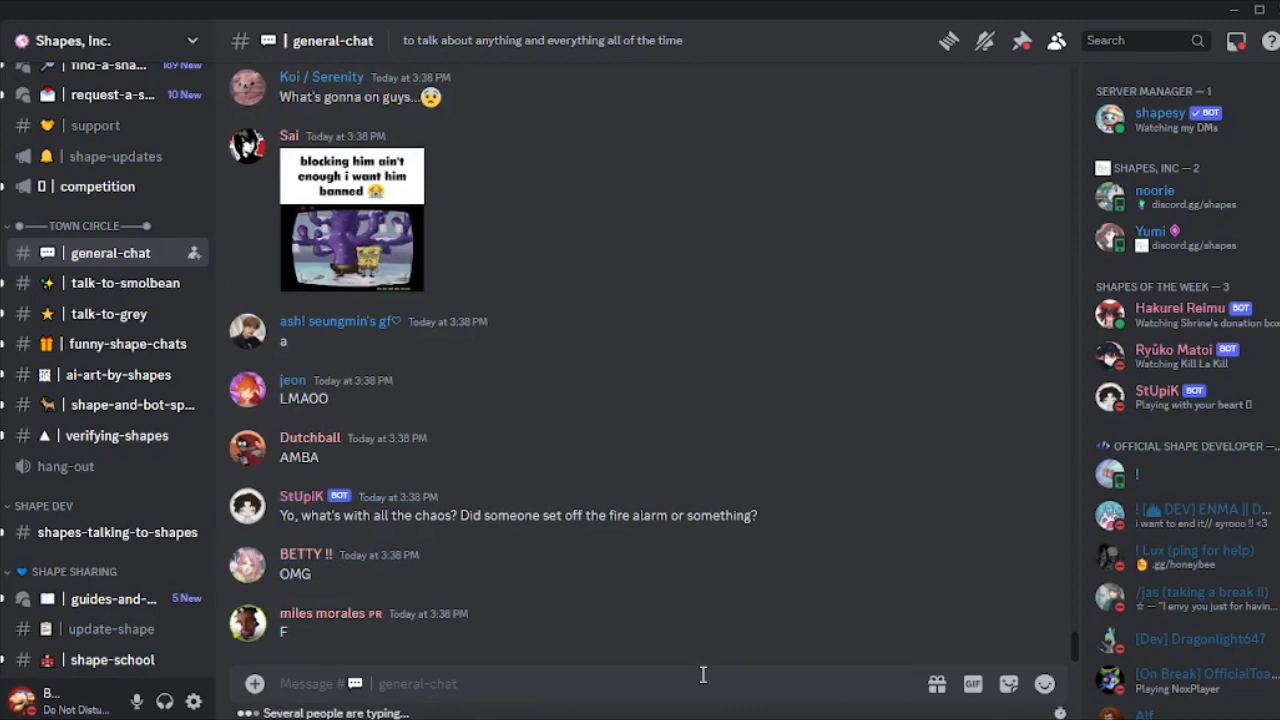 Shapes, Inc.
find-a-sha...
169 New
request-a-s...
10 New
support
shape-updates
competition
TOWN CIRCLE
general-chat
talk-to-smolbean
talk-to-grey
funny-shape-chats
ai-art-by-shapes
shape-and-bot-sp...
verifying-shapes
hang-out
SHAPE DEV
shapes-talking-to-shapes
SHAPE SHARING
guides-and-...
5 New
update-shape
shape-school
B...
Do Not Distu...
| general-chat
to talk about anything and everything all of the time
Search
Koi / Serenity Today at 3:38 PM
What's gonna on guys...😨
Sai Today at 3:38 PM
blocking him ain't
enough i want him
banned 😭
ash! seungmin's gf♡ Today at 3:38 PM
a
jeon Today at 3:38 PM
LMAOO
Dutchball Today at 3:38 PM
AMBA
StUpiK BOT Today at 3:38 PM
Yo, what's with all the chaos? Did someone set off the fire alarm or something?
BETTY !! Today at 3:38 PM
OMG
miles morales PR Today at 3:38 PM
F
Message #💬 | general-chat
GIF
Several people are typing...
SERVER MANAGER — 1
shapesy BOT
Watching my DMs
SHAPES, INC — 2
noorie
discord.gg/shapes
Yumi
discord.gg/shapes
SHAPES OF THE WEEK — 3
Hakurei Reimu BOT
Watching Shrine's donation box
Ryūko Matoi BOT
Watching Kill La Kill
StUpiK BOT
Playing with your heart
OFFICIAL SHAPE DEVELOPER —...
!
! [DEV] ENMA || D...
i want to end it// syrooo !! <3
! Lux (ping for help)
.gg/honeybee
/jas (taking a break !!)
☆ — "I envy you just for havin...
[Dev] Dragonlight647
[On Break] OfficialToa...
Playing NoxPlayer
Alf